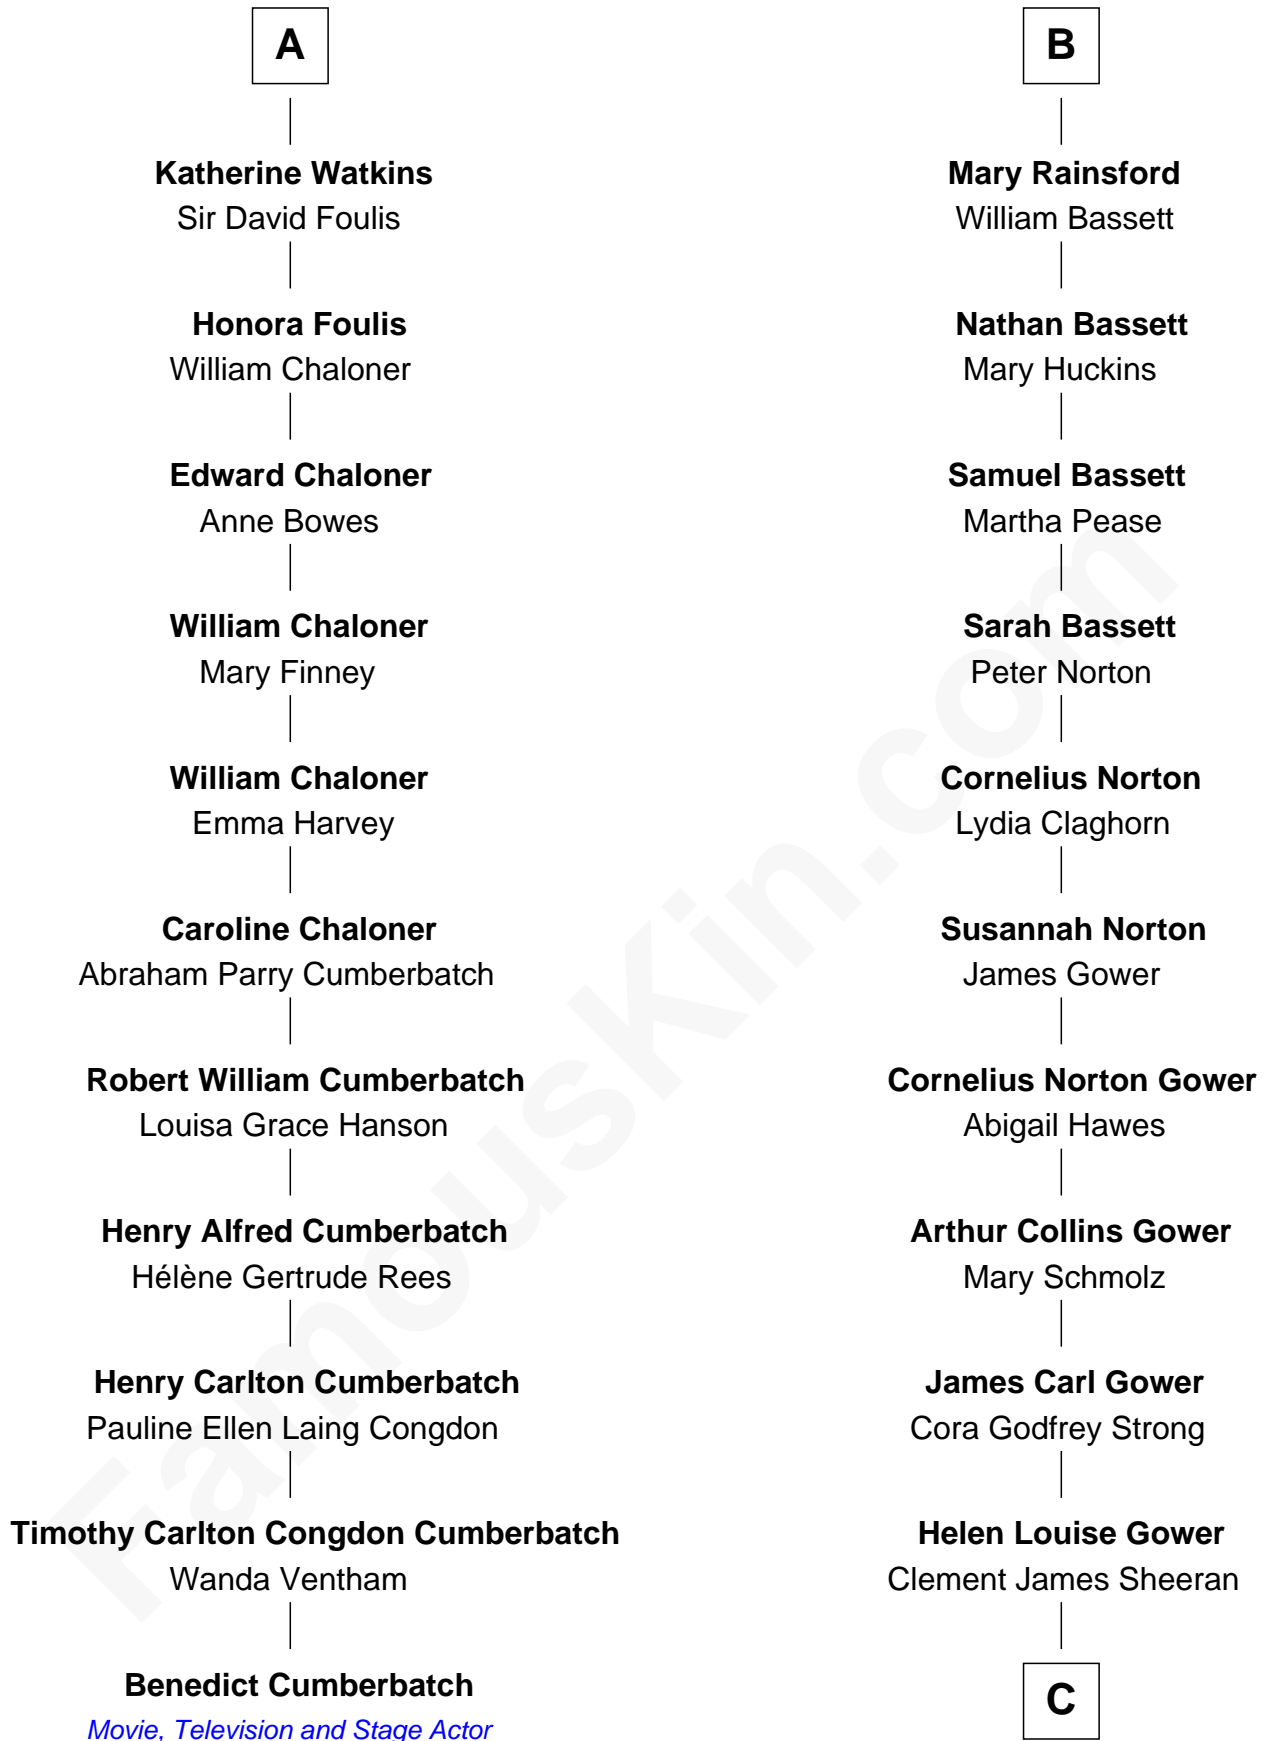 A
Katherine Watkins
Sir David Foulis
Honora Foulis
William Chaloner
Edward Chaloner
Anne Bowes
William Chaloner
Mary Finney
William Chaloner
Emma Harvey
Caroline Chaloner
Abraham Parry Cumberbatch
Robert William Cumberbatch
Louisa Grace Hanson
Henry Alfred Cumberbatch
Hélène Gertrude Rees
Henry Carlton Cumberbatch
Pauline Ellen Laing Congdon
Timothy Carlton Congdon Cumberbatch
Wanda Ventham
Benedict Cumberbatch
Movie, Television and Stage Actor
B
Mary Rainsford
William Bassett
Nathan Bassett
Mary Huckins
Samuel Bassett
Martha Pease
Sarah Bassett
Peter Norton
Cornelius Norton
Lydia Claghorn
Susannah Norton
James Gower
Cornelius Norton Gower
Abigail Hawes
Arthur Collins Gower
Mary Schmolz
James Carl Gower
Cora Godfrey Strong
Helen Louise Gower
Clement James Sheeran
C
FamousKin.com